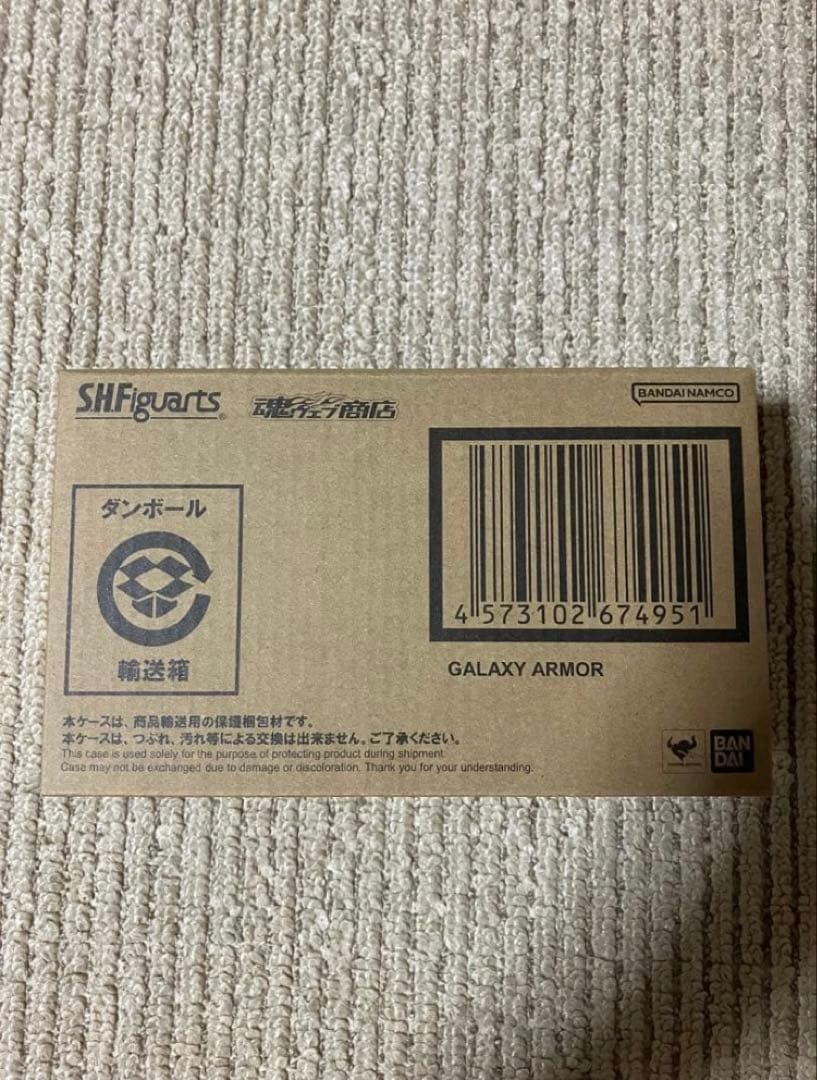 S.H.Figuarts®
魂ウェブ商店
BANDAI NAMCO
ダンボール
輸送箱
4 573102 674951
GALAXY ARMOR
本ケースは、商品輸送用の保護梱包材です。
本ケースは、つぶれ、汚れ等による交換は出来ません。ご了承ください。
This case is used solely for the purpose of protecting product during shipment.
Case may not be exchanged due to damage or discoloration. Thank you for your understanding.
BAN
DAI